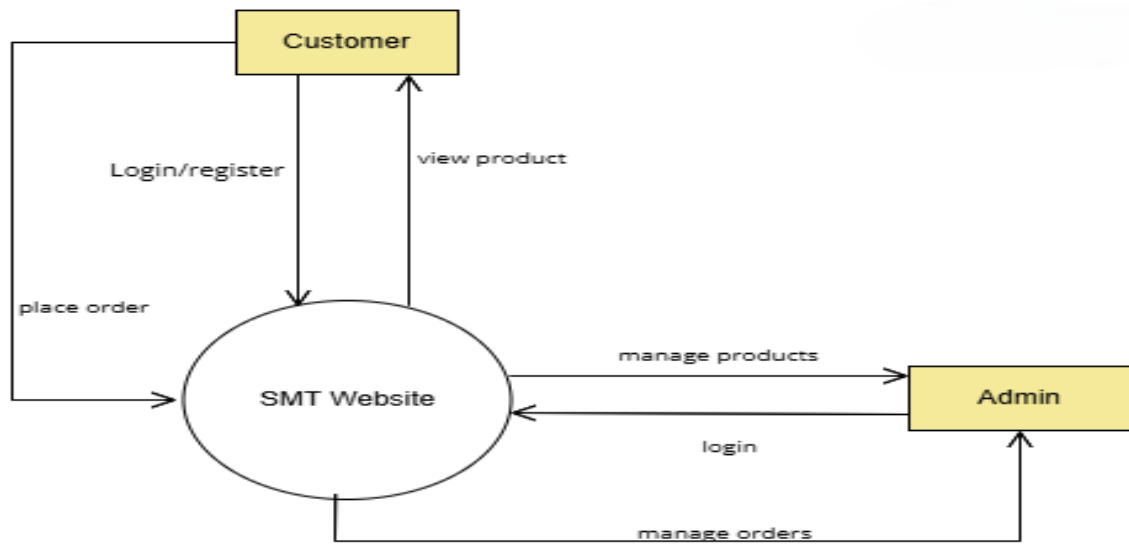 Customer
Login/register
view product
place order
SMT Website
manage products
Admin
login
manage orders